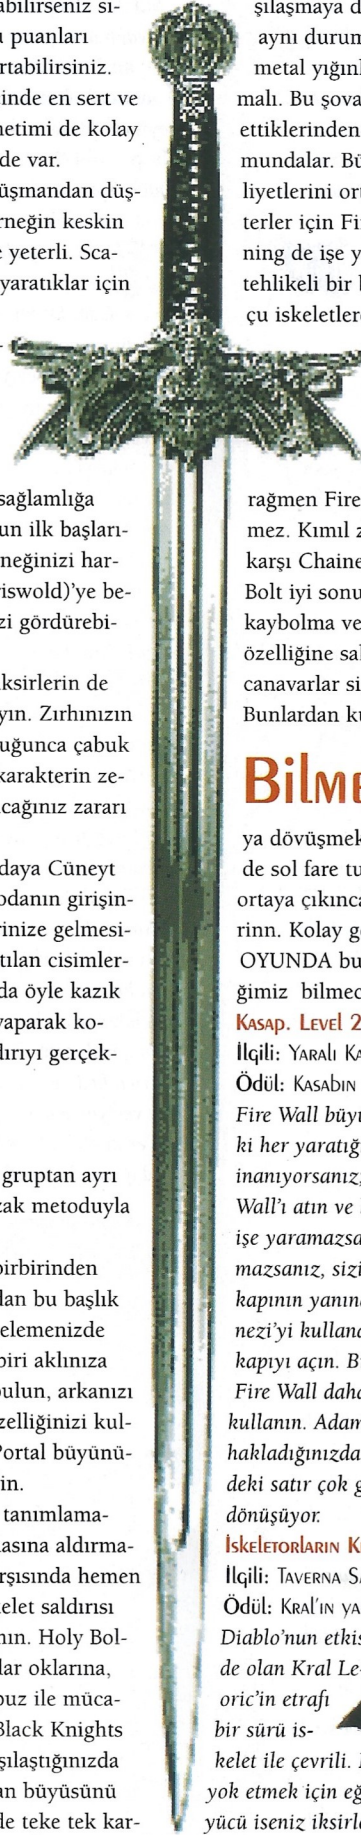 abilirseniz si-
puanları
rtabilirsiniz.
inde en sert ve
netimi de kolay
de var.
üşmandan düş-
rneğin keskin
e yeterli. Sca-
yaratıklar için
sağlamlığa
un ilk başları-
neğinizi har-
riswold)'ye be-
zi gördürebi-
ksirlerin de
yın. Zırhınızın
uğunca çabuk
karakterin ze-
cağınız zararı
daya Cüneyt
odanın girişin-
rinize gelmesi-
tılan cisimler-
da öyle kazık
yaparak ko-
dırıyı gerçek-
gruptan ayrı
zak metoduyla
birbirinden
dan bu başlık
elemenizde
biri aklınıza
bulun, arkanızı
zelliğinizi kul-
Portal büyünü-
in.
tanımlama-
asına aldırma-
rşısında hemen
elet saldırısı
nın. Holy Bol-
lar oklarına,
puz ile müca-
Black Knights
şılaştığınızda
an büyüsünü
de teke tek kar-
şılaşmaya d
aynı durum
metal yığınl
malı. Bu şova
ettiklerinden
mundalar. Bü
liyetlerini ort
terler için Fi
ning de işe y
tehlikeli bir b
çu iskeletler
rağmen Fire
mez. Kımıl z
karşı Chaine
Bolt iyi sonu
kaybolma ve
özelliğine sal
canavarlar si
Bunlardan ku
Bilme
ya dövüşmek
de sol fare tu
ortaya çıkınca
rinn. Kolay ge
OYUNDA bu
ğimiz bilmec
Kasap. Level 2
İlgili: Yaralı Ka
Ödül: Kasabın
Fire Wall büyü
ki her yaratığ
inanıyorsanız,
Wall'ı atın ve
işe yaramazsa
mazsanız, sizi
kapının yanına
nezi'yi kullana
kapıyı açın. B
Fire Wall daha
kullanın. Adam
hakladığınızda
deki satır çok g
dönüşüyor.
İskeletorların K
İlgili: Taverna S
Ödül: Kral'ın ya
Diablo'nun etkis
de olan Kral Le-
oric'in etrafı
bir sürü is-
kelet ile çevrili.
yok etmek için eğ
yücü iseniz iksirle